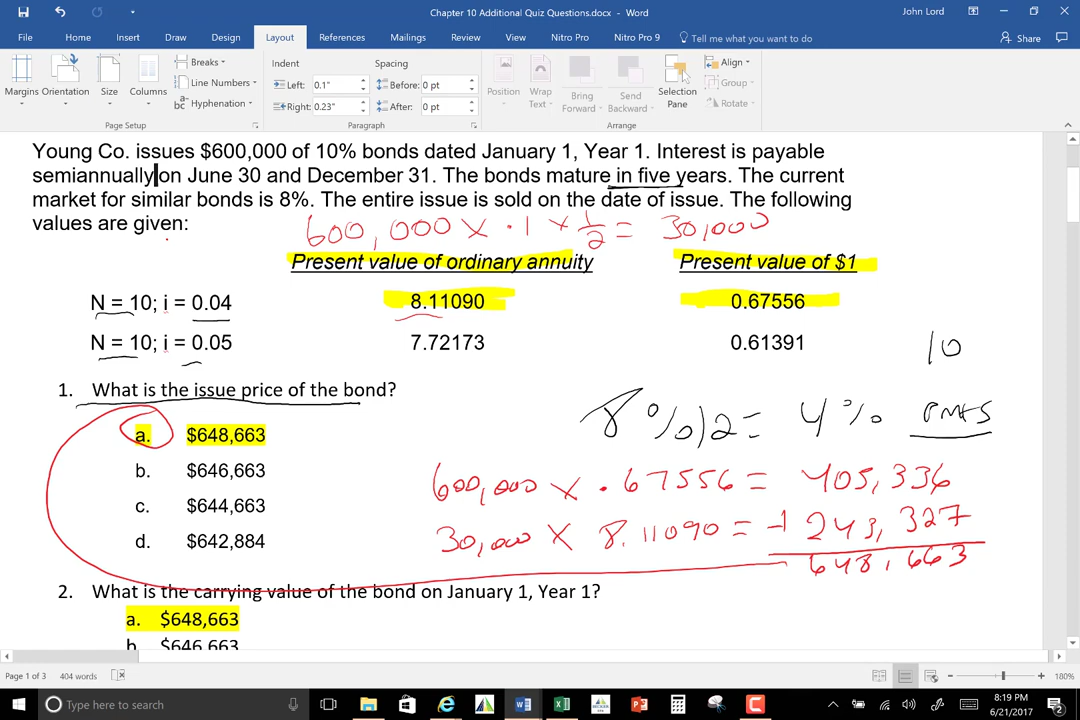 Chapter 10 Additional Quiz Questions.docx - Word
John Lord
File Home Insert Draw Design Layout References Mailings Review View Nitro Pro Nitro Pro 9 Tell me what you want to do Share
Margins Orientation Size Columns
Breaks
Line Numbers
Hyphenation
Page Setup
Indent
Left: 0.1"
Right: 0.23"
Spacing
Before: 0 pt
After: 0 pt
Paragraph
Position Wrap Text Bring Forward Send Backward Selection Pane
Align
Group
Rotate
Arrange
Young Co. issues $600,000 of 10% bonds dated January 1, Year 1. Interest is payable
semiannually on June 30 and December 31. The bonds mature in five years. The current
market for similar bonds is 8%. The entire issue is sold on the date of issue. The following
values are given:
600,000 × .1 × 1/2 = 30,000
Present value of ordinary annuity Present value of $1
N = 10; i = 0.04 8.11090 0.67556
N = 10; i = 0.05 7.72173 0.61391
10
PMTS
1. What is the issue price of the bond?
8%/2 = 4%
a. $648,663
b. $646,663
c. $644,663
d. $642,884
600,000 × .67556 = 405,336
30,000 × 8.11090 = + 243,327
648,663
2. What is the carrying value of the bond on January 1, Year 1?
a. $648,663
b. $646,663
Page 1 of 3 404 words
180%
Type here to search
8:19 PM
6/21/2017
2